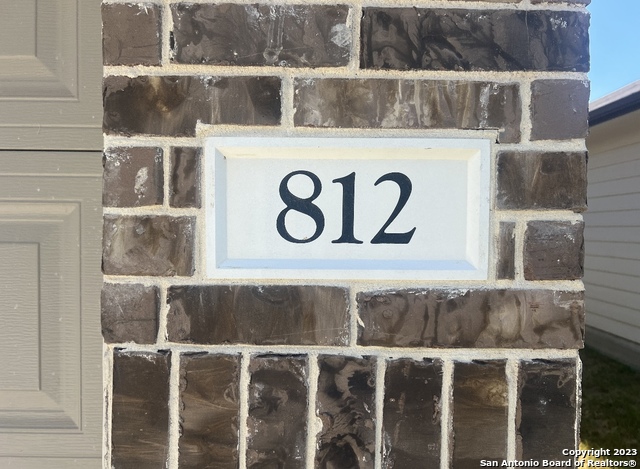 812
Copyright 2023
San Antonio Board of Realtors®